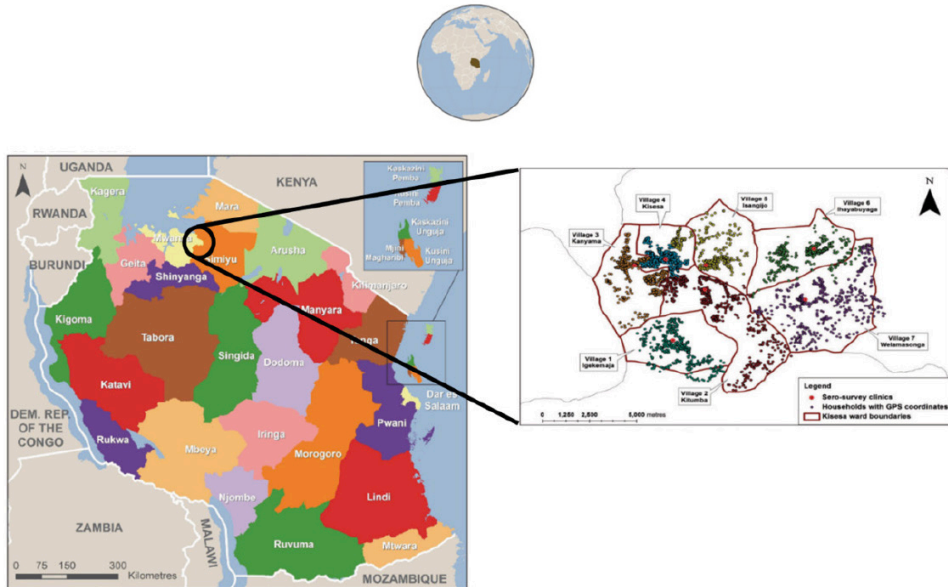 N
UGANDA
KENYA
RWANDA
BURUNDI
DEM. REP.
OF THE
CONGO
ZAMBIA
MALAWI
MOZAMBIQUE
Kagera
Mara
Geita
Arusha
Shinyanga
Kilimanjaro
Kigoma
Manyara
Tabora
Singida
Dodoma
Katavi
Dar es
Salaam
Pwani
Rukwa
Mbeya
Iringa
Morogoro
Njombe
Lindi
Ruvuma
Mtwara
Kaskazini
Pemba
Kaskazini
Unguja
Mjini
Magharibi
Kusini
Unguja
0 75 150 300
Kilometres
N
Village 4
Kisesa
Village 5
Isangijo
Village 6
Ihayabuyaga
Village 3
Kanyama
Village 7
Welamasonga
Village 1
Igekemaja
Village 2
Kitumba
0 1,250 2,500 5,000 metres
Legend
Sero-survey clinics
Households with GPS coordinates
Kisesa ward boundaries